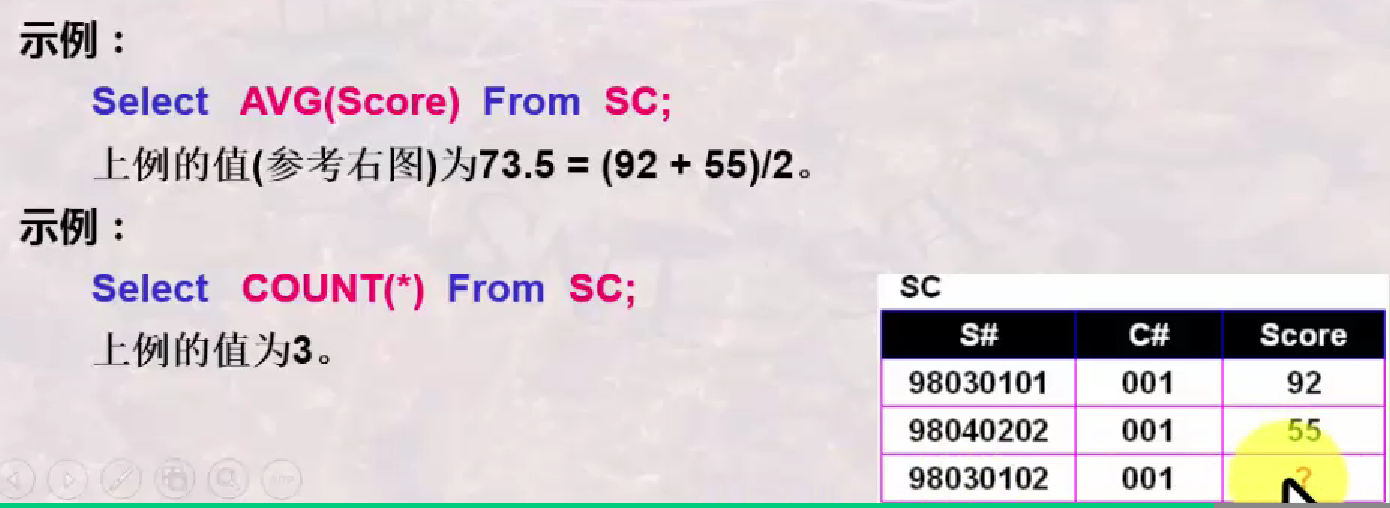 示例：
Select AVG(Score) From SC;
上例的值(参考右图)为73.5 = (92 + 55)/2。
示例：
Select COUNT(*) From SC;
上例的值为3。
SC
S# C# Score
98030101 001 92
98040202 001 55
98030102 001 ?